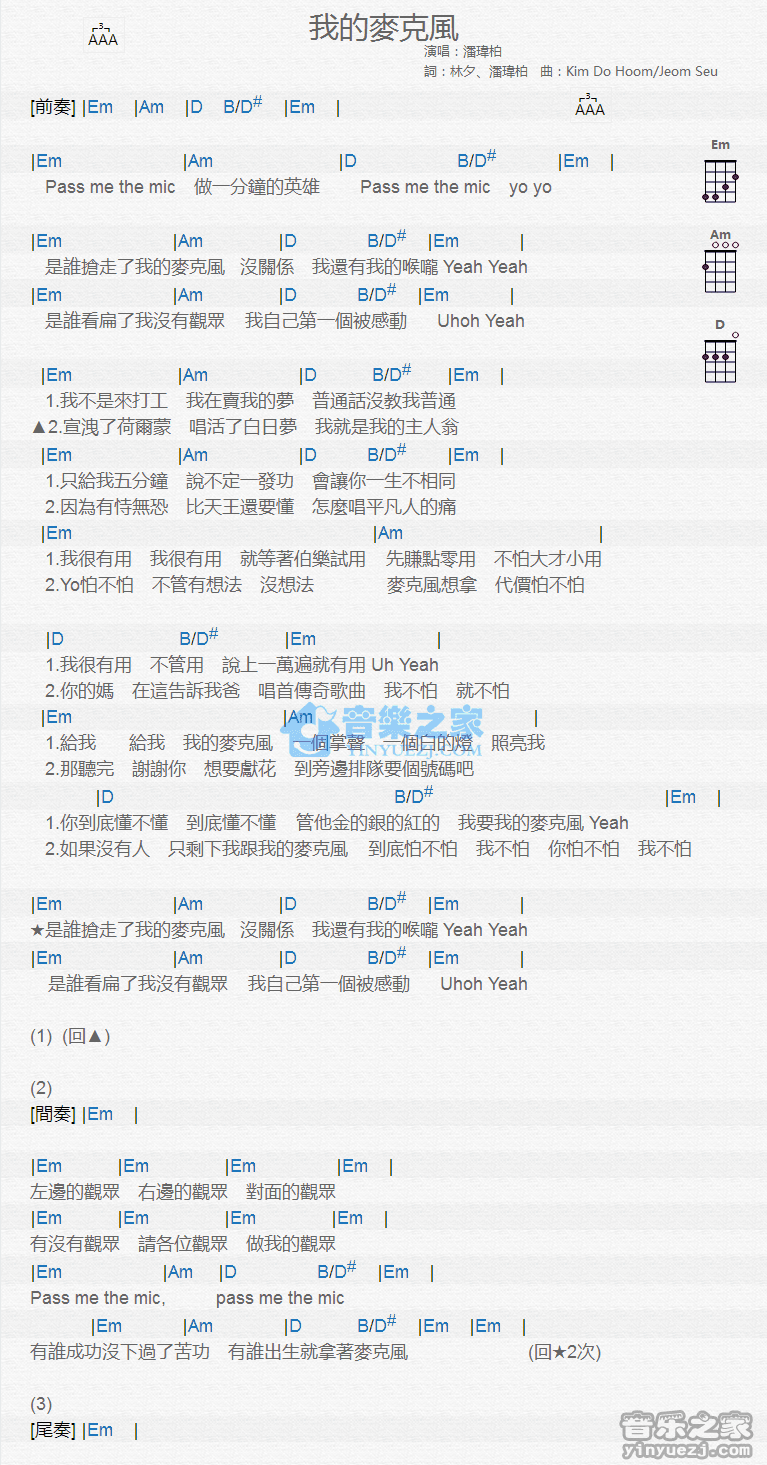 我的麥克風
3
AAA
演唱：潘瑋柏
詞：林夕、潘瑋柏 曲：Kim Do Hoom/Jeom Seu
[前奏] |Em |Am |D B/D# |Em |
3
AAA
Em
|Em |Am |D B/D# |Em |
Pass me the mic 做一分鐘的英雄 Pass me the mic yo yo
Am
|Em |Am |D B/D# |Em |
是誰搶走了我的麥克風 沒關係 我還有我的喉嚨 Yeah Yeah
|Em |Am |D B/D# |Em |
是誰看扁了我沒有觀眾 我自己第一個被感動 Uhoh Yeah
D
|Em |Am |D B/D# |Em |
1.我不是來打工 我在賣我的夢 普通話沒教我普通
▲2.宣洩了荷爾蒙 唱活了白日夢 我就是我的主人翁
|Em |Am |D B/D# |Em |
1.只給我五分鐘 說不定一發功 會讓你一生不相同
2.因為有恃無恐 比天王還要懂 怎麼唱平凡人的痛
|Em |Am |
1.我很有用 我很有用 就等著伯樂試用 先賺點零用 不怕大才小用
2.Yo怕不怕 不管有想法 沒想法 麥克風想拿 代價怕不怕
|D B/D# |Em |
1.我很有用 不管用 說上一萬遍就有用 Uh Yeah
2.你的媽 在這告訴我爸 唱首傳奇歌曲 我不怕 就不怕
|Em |Am |
1.給我 給我 我的麥克風 一個掌聲 一個白的燈 照亮我
2.那聽完 謝謝你 想要獻花 到旁邊排隊要個號碼吧
音樂之家
YINYUEZJ.COM
|D B/D# |Em |
1.你到底懂不懂 到底懂不懂 管他金的銀的紅的 我要我的麥克風 Yeah
2.如果沒有人 只剩下我跟我的麥克風 到底怕不怕 我不怕 你怕不怕 我不怕
|Em |Am |D B/D# |Em |
★是誰搶走了我的麥克風 沒關係 我還有我的喉嚨 Yeah Yeah
|Em |Am |D B/D# |Em |
是誰看扁了我沒有觀眾 我自己第一個被感動 Uhoh Yeah
(1) (回▲)
(2)
[間奏] |Em |
|Em |Em |Em |Em |
左邊的觀眾 右邊的觀眾 對面的觀眾
|Em |Em |Em |Em |
有沒有觀眾 請各位觀眾 做我的觀眾
|Em |Am |D B/D# |Em |
Pass me the mic, pass me the mic
|Em |Am |D B/D# |Em |Em |
有誰成功沒下過了苦功 有誰出生就拿著麥克風 (回★2次)
(3)
[尾奏] |Em |
音乐之家
yinyuezj.com